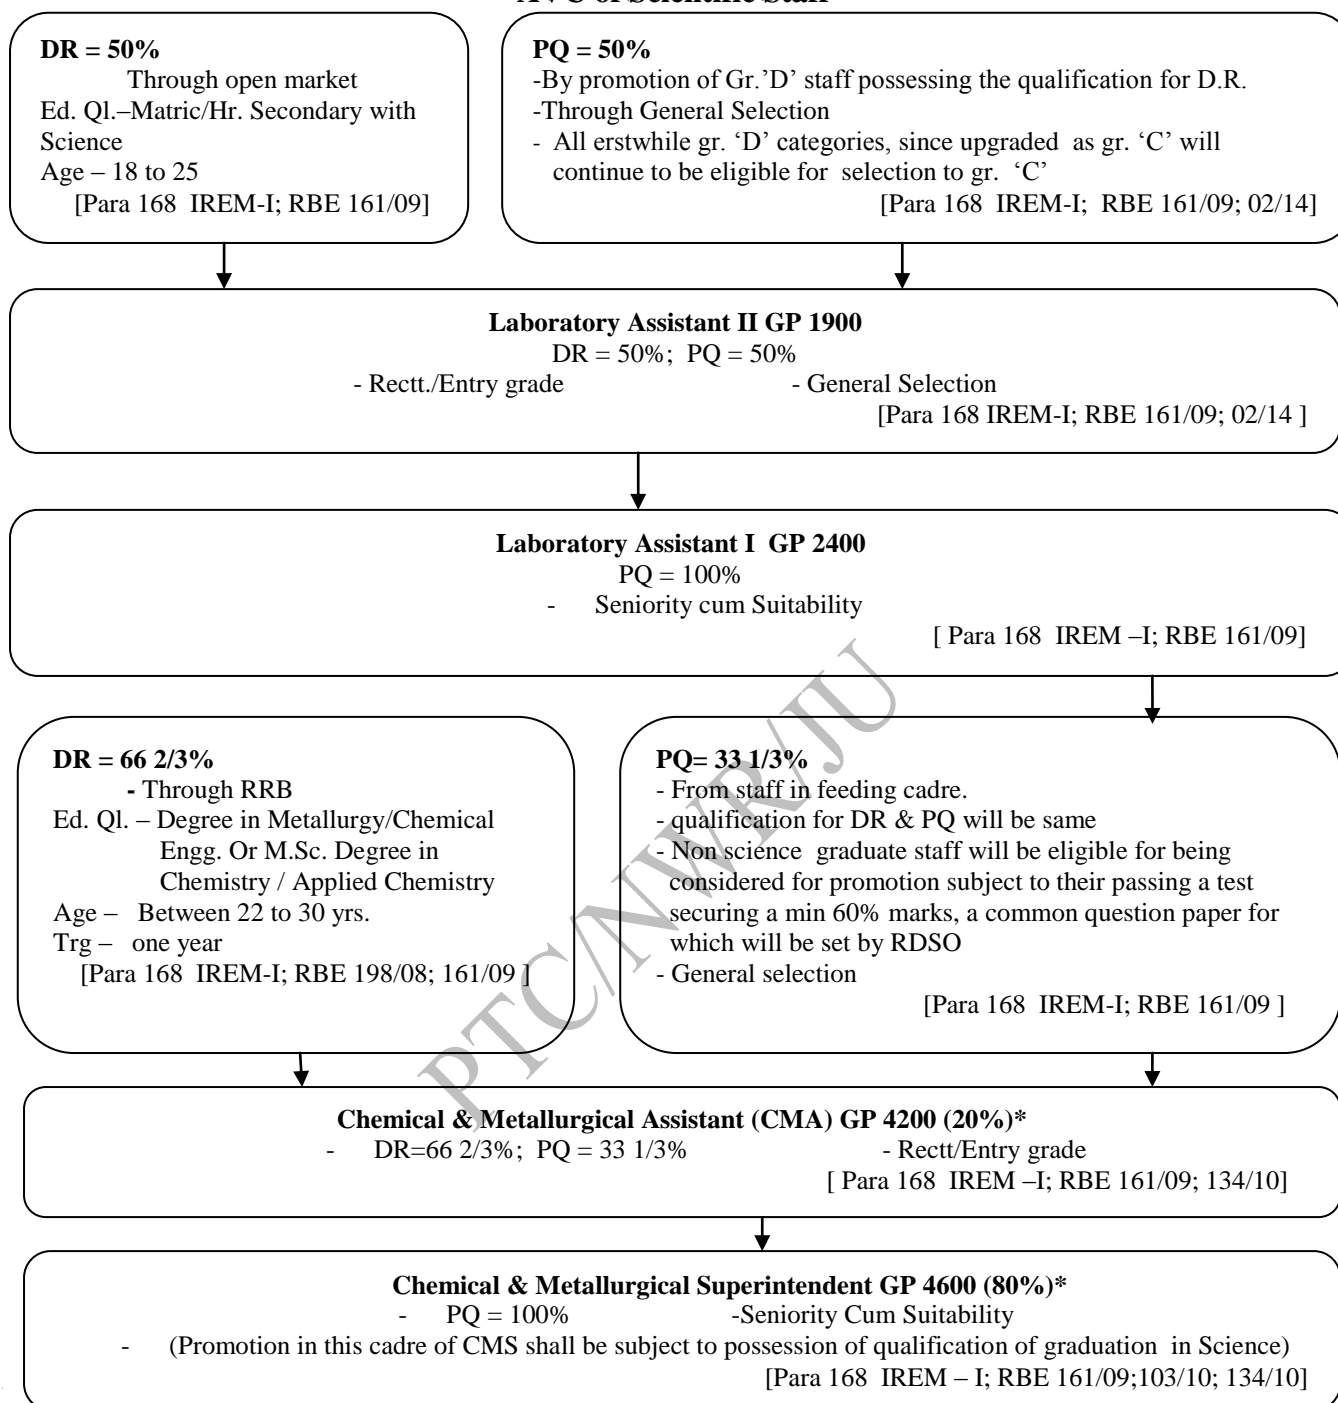 AVC of Scientific Staff
DR = 50%
Through open market
Ed. Ql.–Matric/Hr. Secondary with
Science
Age – 18 to 25
[Para 168 IREM-I; RBE 161/09]
PQ = 50%
-By promotion of Gr.'D' staff possessing the qualification for D.R.
-Through General Selection
- All erstwhile gr. 'D' categories, since upgraded as gr. 'C' will
continue to be eligible for selection to gr. 'C'
[Para 168 IREM-I; RBE 161/09; 02/14]
Laboratory Assistant II GP 1900
DR = 50%; PQ = 50%
- Rectt./Entry grade - General Selection
[Para 168 IREM-I; RBE 161/09; 02/14 ]
Laboratory Assistant I GP 2400
PQ = 100%
- Seniority cum Suitability
[ Para 168 IREM –I; RBE 161/09]
DR = 66 2/3%
- Through RRB
Ed. Ql. – Degree in Metallurgy/Chemical
Engg. Or M.Sc. Degree in
Chemistry / Applied Chemistry
Age – Between 22 to 30 yrs.
Trg – one year
[Para 168 IREM-I; RBE 198/08; 161/09 ]
PQ= 33 1/3%
- From staff in feeding cadre.
- qualification for DR & PQ will be same
- Non science graduate staff will be eligible for being
considered for promotion subject to their passing a test
securing a min 60% marks, a common question paper for
which will be set by RDSO
- General selection
[Para 168 IREM-I; RBE 161/09 ]
Chemical & Metallurgical Assistant (CMA) GP 4200 (20%)*
- DR=66 2/3%; PQ = 33 1/3% - Rectt/Entry grade
[ Para 168 IREM –I; RBE 161/09; 134/10]
Chemical & Metallurgical Superintendent GP 4600 (80%)*
- PQ = 100% -Seniority Cum Suitability
- (Promotion in this cadre of CMS shall be subject to possession of qualification of graduation in Science)
[Para 168 IREM – I; RBE 161/09;103/10; 134/10]
PTC/NWR/JU